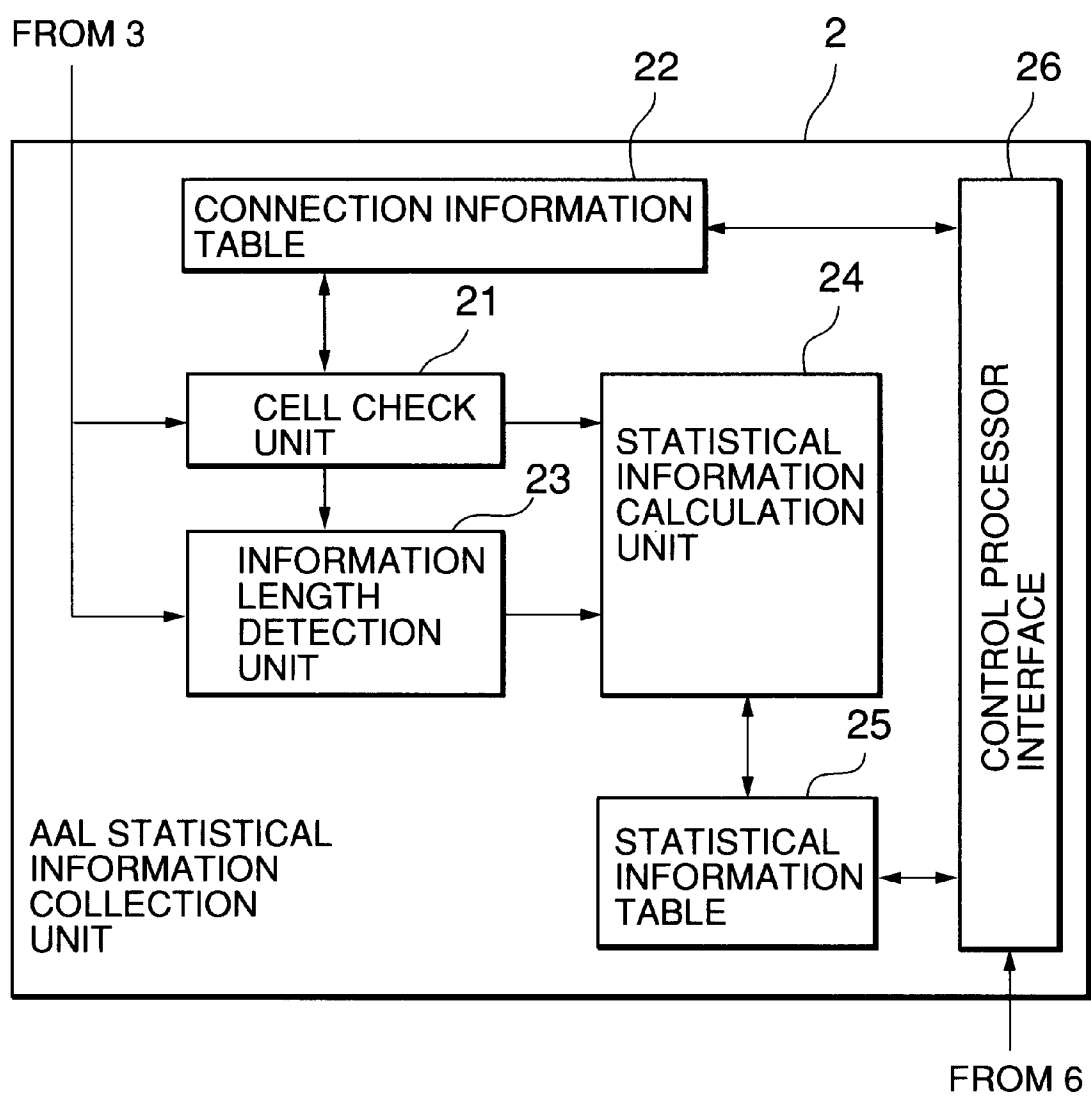 FROM 3
2
22
26
CONNECTION INFORMATION
TABLE
21
24
CELL CHECK
UNIT
STATISTICAL
INFORMATION
CALCULATION
UNIT
23
INFORMATION
LENGTH
DETECTION
UNIT
CONTROL PROCESSOR
INTERFACE
25
STATISTICAL
INFORMATION
TABLE
AAL STATISTICAL
INFORMATION
COLLECTION
UNIT
FROM 6